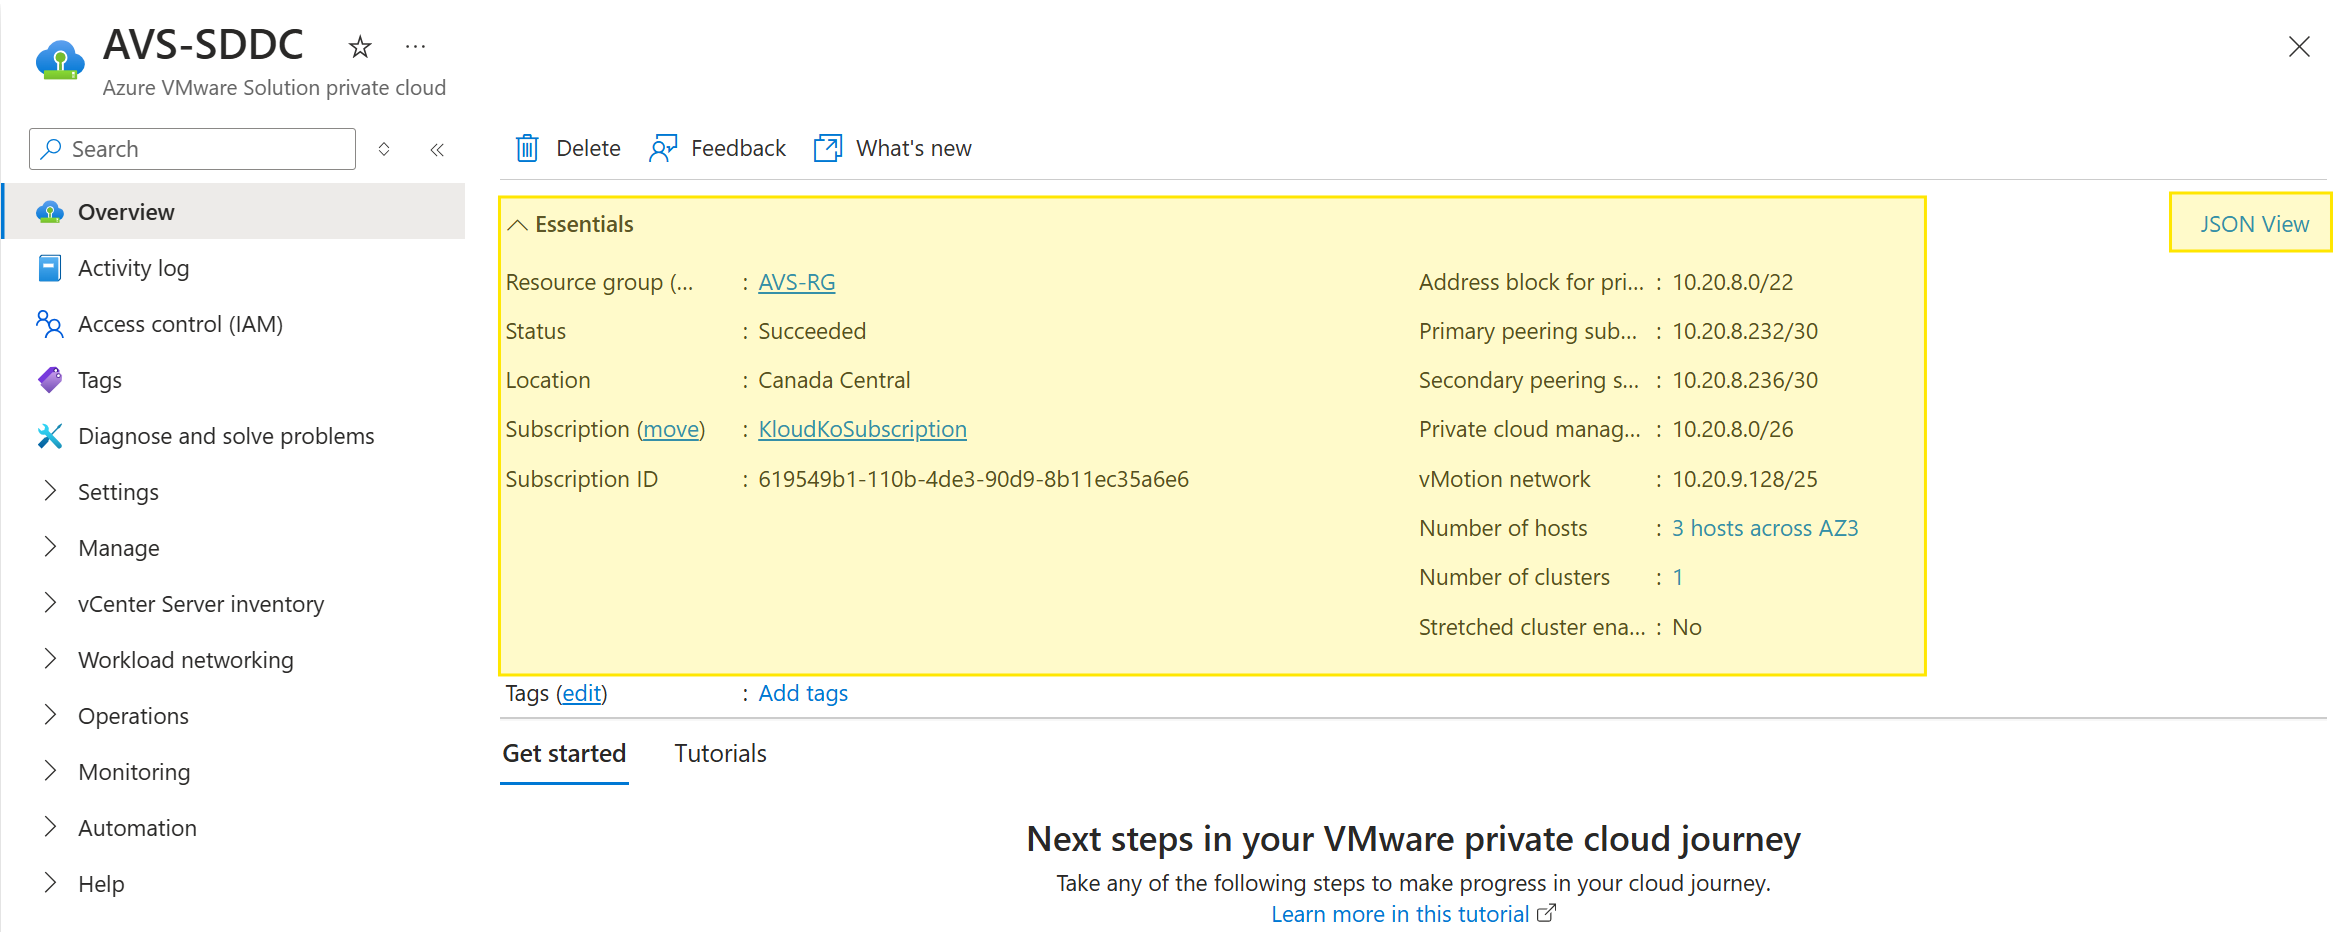 AVS-SDDC
Azure VMware Solution private cloud
Search
Overview
Activity log
Access control (IAM)
Tags
Diagnose and solve problems
Settings
Manage
vCenter Server inventory
Workload networking
Operations
Monitoring
Automation
Help
Delete Feedback What's new
Essentials
JSON View
Resource group (... : AVS-RG
Status : Succeeded
Location : Canada Central
Subscription (move) : KloudKoSubscription
Subscription ID : 619549b1-110b-4de3-90d9-8b11ec35a6e6
Address block for pri... : 10.20.8.0/22
Primary peering sub... : 10.20.8.232/30
Secondary peering s... : 10.20.8.236/30
Private cloud manag... : 10.20.8.0/26
vMotion network : 10.20.9.128/25
Number of hosts : 3 hosts across AZ3
Number of clusters : 1
Stretched cluster ena... : No
Tags (edit) : Add tags
Get started Tutorials
Next steps in your VMware private cloud journey
Take any of the following steps to make progress in your cloud journey.
Learn more in this tutorial